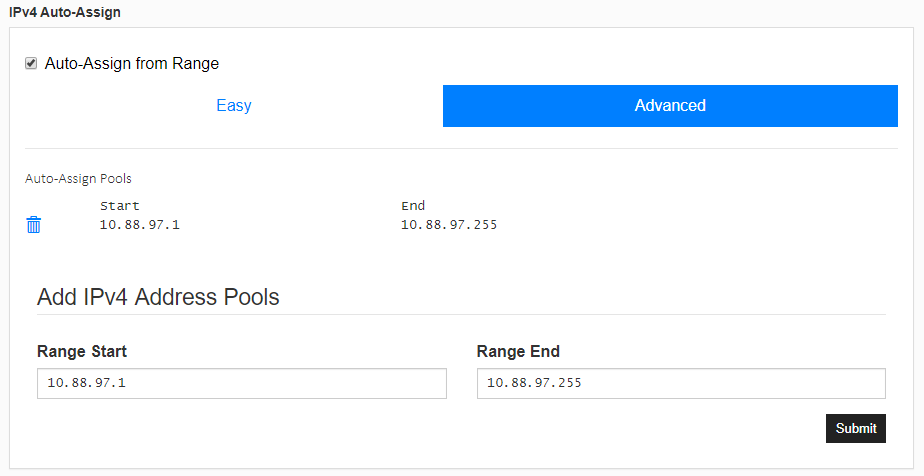 IPv4 Auto-Assign
Auto-Assign from Range
Easy Advanced
Auto-Assign Pools
Start End
10.88.97.1 10.88.97.255
Add IPv4 Address Pools
Range Start Range End
10.88.97.1 10.88.97.255
Submit